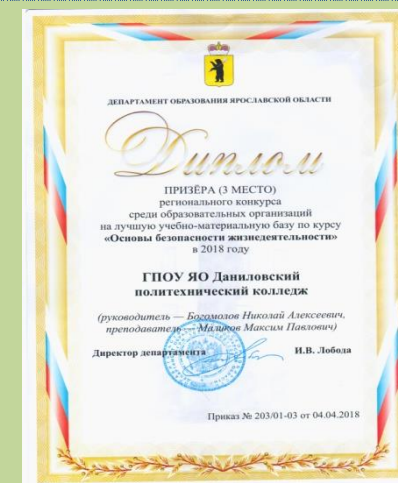 ДЕПАРТАМЕНТ ОБРАЗОВАНИЯ ЯРОСЛАВСКОЙ ОБЛАСТИ
Диплом
ПРИЗЁРА (3 МЕСТО)
регионального конкурса
среди образовательных организаций
на лучшую учебно-материальную базу по курсу
«Основы безопасности жизнедеятельности»
в 2018 году
ГПОУ ЯО Даниловский
политехнический колледж
(руководитель — Богомолов Николай Алексеевич,
преподаватель — Маликов Максим Павлович)
Директор департамента И.В. Лобода
Приказ № 203/01-03 от 04.04.2018